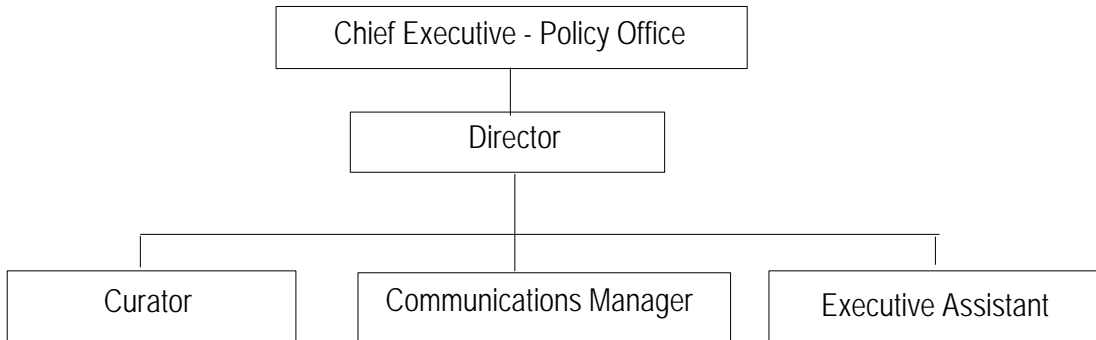 Chief Executive - Policy Office
Director
Curator
Communications Manager
Executive Assistant